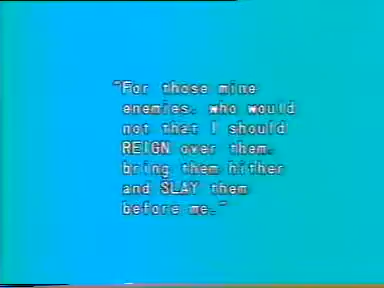 "For those mine
enemies, who would
not that I should
REIGN over them,
bring them hither
and SLAY them
before me."